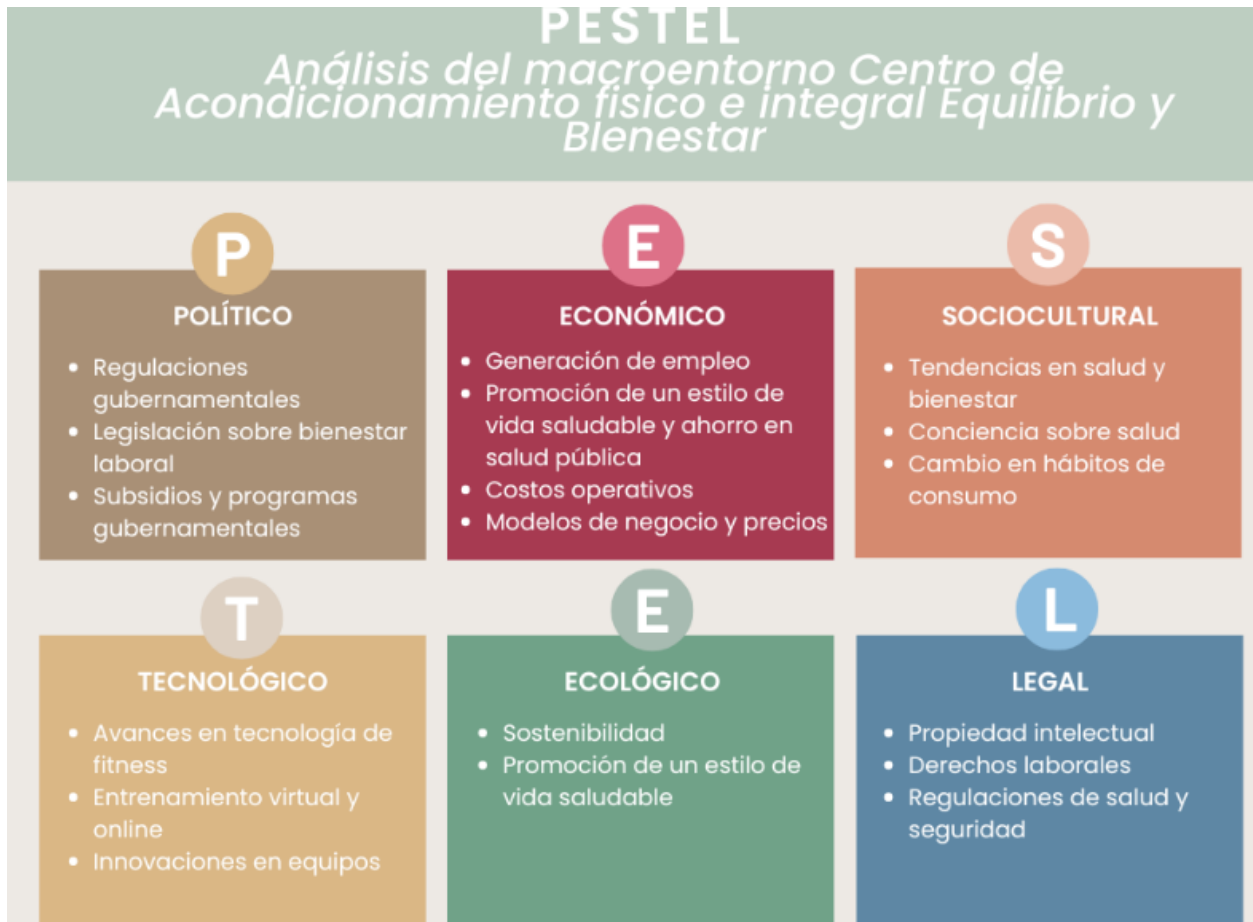 PESTEL
Análisis del macroentorno Centro de
Acondicionamiento fisico e integral Equilibrio y
BIenestar
P
POLÍTICO
• Regulaciones
gubernamentales
• Legislación sobre bienestar
laboral
• Subsidios y programas
gubernamentales
E
ECONÓMICO
• Generación de empleo
• Promoción de un estilo de
vida saludable y ahorro en
salud pública
• Costos operativos
• Modelos de negocio y precios
S
SOCIOCULTURAL
• Tendencias en salud y
bienestar
• Conciencia sobre salud
• Cambio en hábitos de
consumo
T
TECNOLÓGICO
• Avances en tecnología de
fitness
• Entrenamiento virtual y
online
• Innovaciones en equipos
E
ECOLÓGICO
• Sostenibilidad
• Promoción de un estilo de
vida saludable
L
LEGAL
• Propiedad intelectual
• Derechos laborales
• Regulaciones de salud y
seguridad